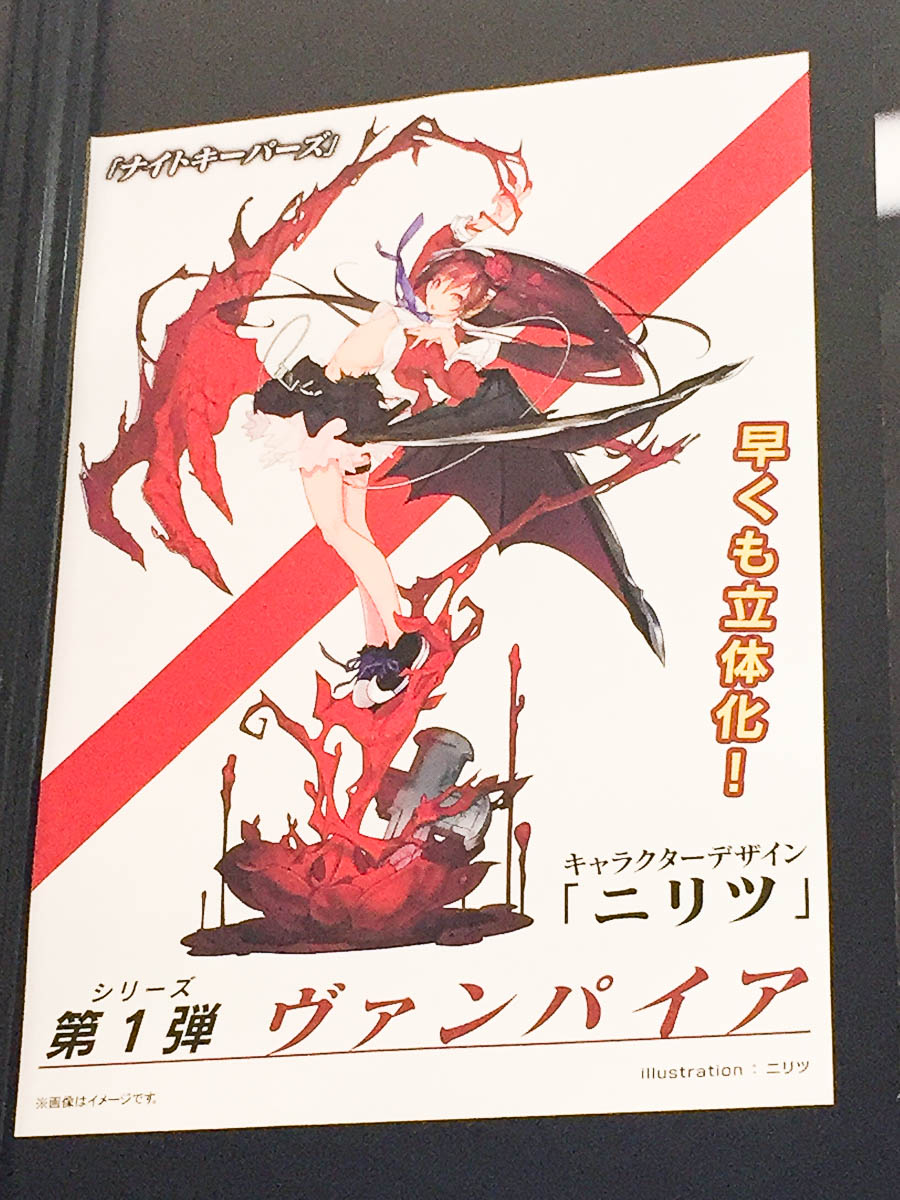 「ナイトキーパーズ」
早くも立体化！
キャラクターデザイン
「ニリツ」
シリーズ
第1弾 ヴァンパイア
illustration：ニリツ
※画像はイメージです。